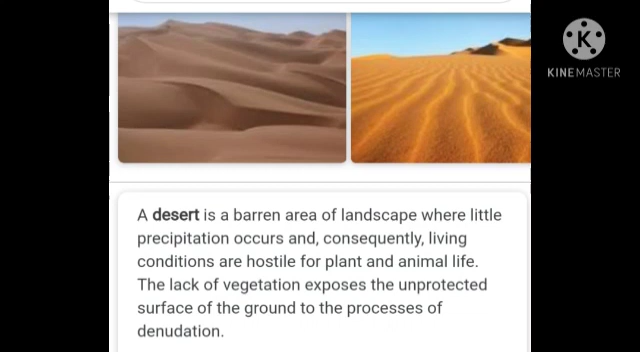 KINEMASTER
A desert is a barren area of landscape where little
precipitation occurs and, consequently, living
conditions are hostile for plant and animal life.
The lack of vegetation exposes the unprotected
surface of the ground to the processes of
denudation.